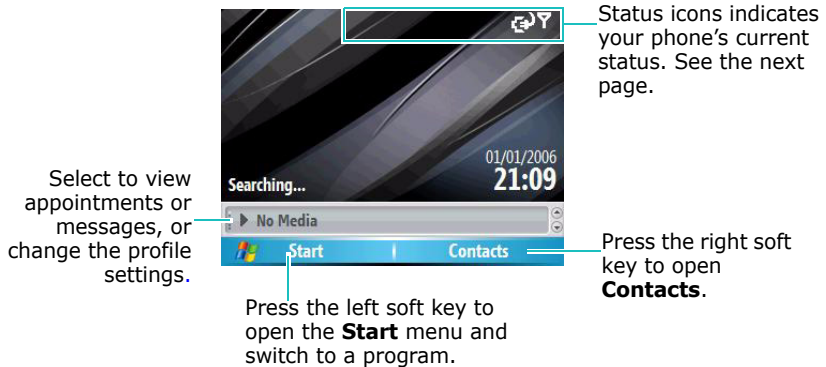 Status icons indicates
your phone's current
status. See the next
page.
01/01/2006
Searching...
21:09
Select to view
appointments or
messages, or
change the profile
settings.
No Media
Start
Contacts
Press the right soft
key to open
Contacts.
Press the left soft key to
open the Start menu and
switch to a program.